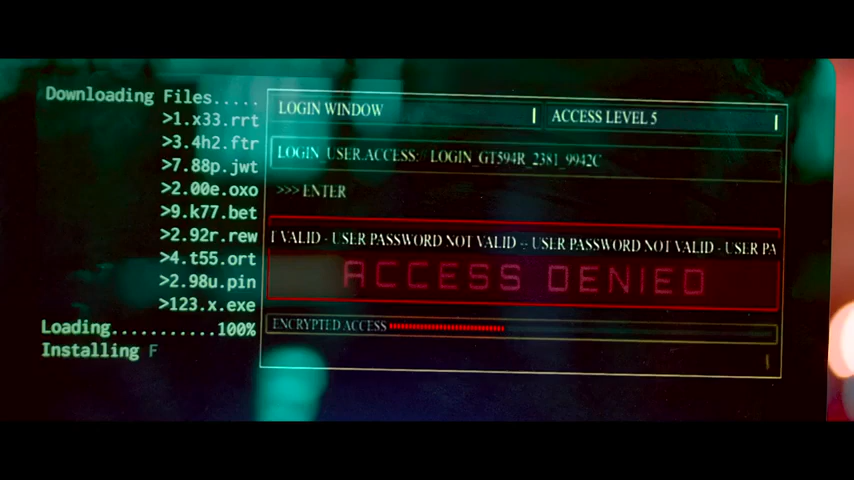 Downloading Files.....
>1.x33.rrt
>3.4h2.ftr
>7.88p.jwt
>2.00e.oxo
>9.k77.bet
>2.92r.rew
>4.t55.ort
>2.98u.pin
>123.x.exe
Loading...........100%
Installing F
LOGIN WINDOW
ACCESS LEVEL 5
LOGIN_USER.ACCESS: LOGIN_GT594R_2381_9942C
>>> ENTER
T VALID - USER PASSWORD NOT VALID -- USER PASSWORD NOT VALID - USER PA
ACCESS DENIED
ENCRYPTED ACCESS